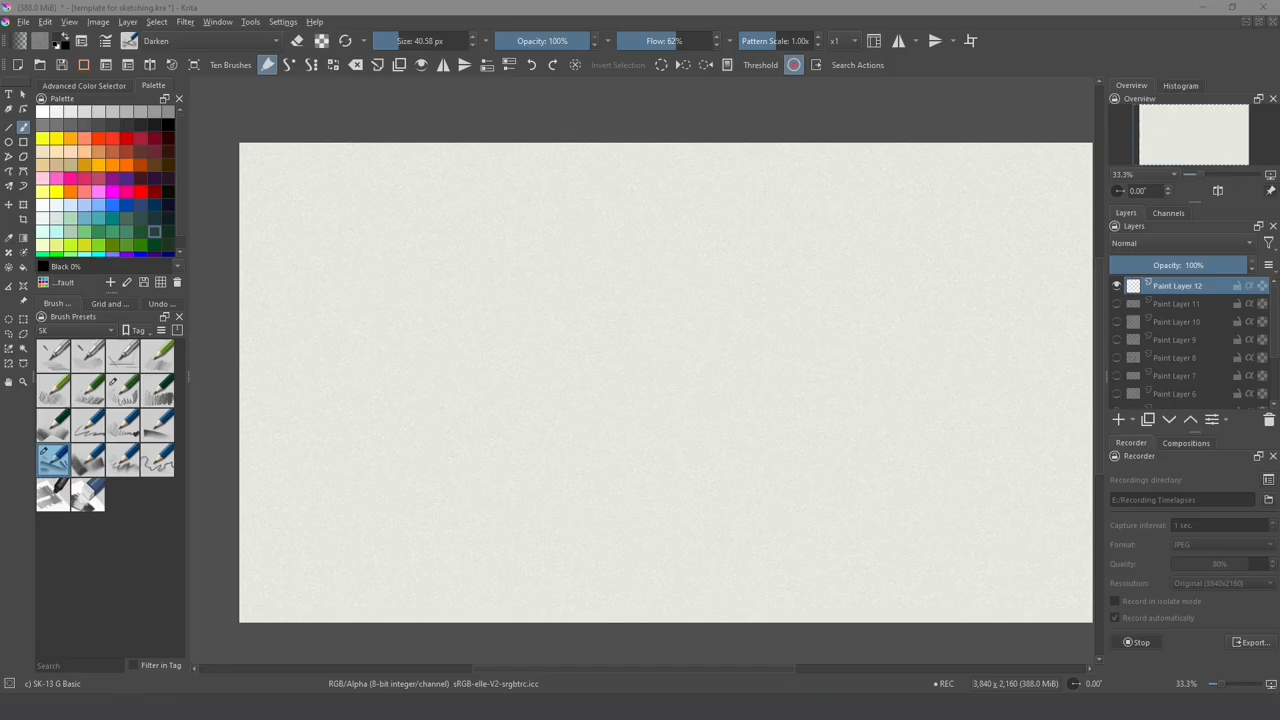 (388.0 MiB) * - [template for sketching.kra *] - Krita
File Edit View Image Layer Select Filter Window Tools Settings Help
Darken Size: 40.58 px Opacity: 100% Flow: 62% Pattern Scale: 1.00x x1
Ten Brushes Invert Selection Threshold Search Actions
Advanced Color Selector Palette
Palette
Black 0%
...fault
Brush ... Grid and ... Undo ...
Brush Presets
SK Tag
Search Filter in Tag
c) SK-13 G Basic RGB/Alpha (8-bit integer/channel) sRGB-elle-V2-srgbtrc.icc REC 3,840 x 2,160 (388.0 MiB) 0.00° 33.3%
Overview Histogram
Overview
33.3%
0.00°
Layers Channels
Layers
Normal
Opacity: 100%
Paint Layer 12
Paint Layer 11
Paint Layer 10
Paint Layer 9
Paint Layer 8
Paint Layer 7
Paint Layer 6
Recorder Compositions
Recorder
Recordings directory:
E:/Recording Timelapses
Capture interval: 1 sec.
Format: JPEG
Quality: 80%
Resolution: Original (3840x2160)
Record in isolate mode
Record automatically
Stop Export...